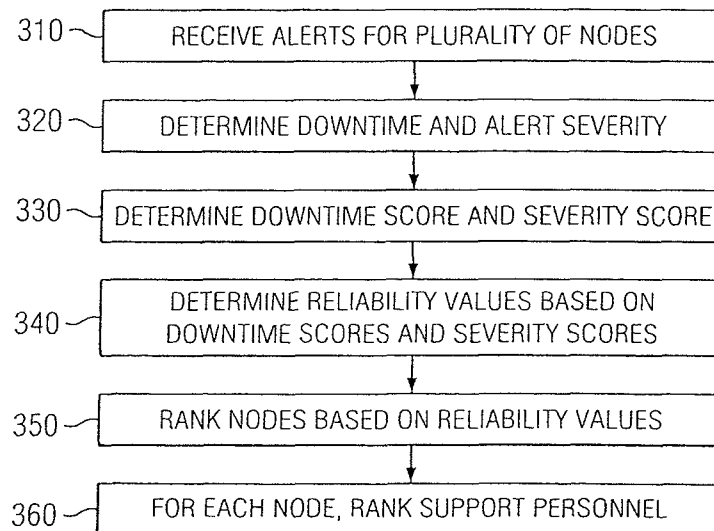 310 RECEIVE ALERTS FOR PLURALITY OF NODES
320 DETERMINE DOWNTIME AND ALERT SEVERITY
330 DETERMINE DOWNTIME SCORE AND SEVERITY SCORE
340 DETERMINE RELIABILITY VALUES BASED ON
DOWNTIME SCORES AND SEVERITY SCORES
350 RANK NODES BASED ON RELIABILITY VALUES
360 FOR EACH NODE, RANK SUPPORT PERSONNEL